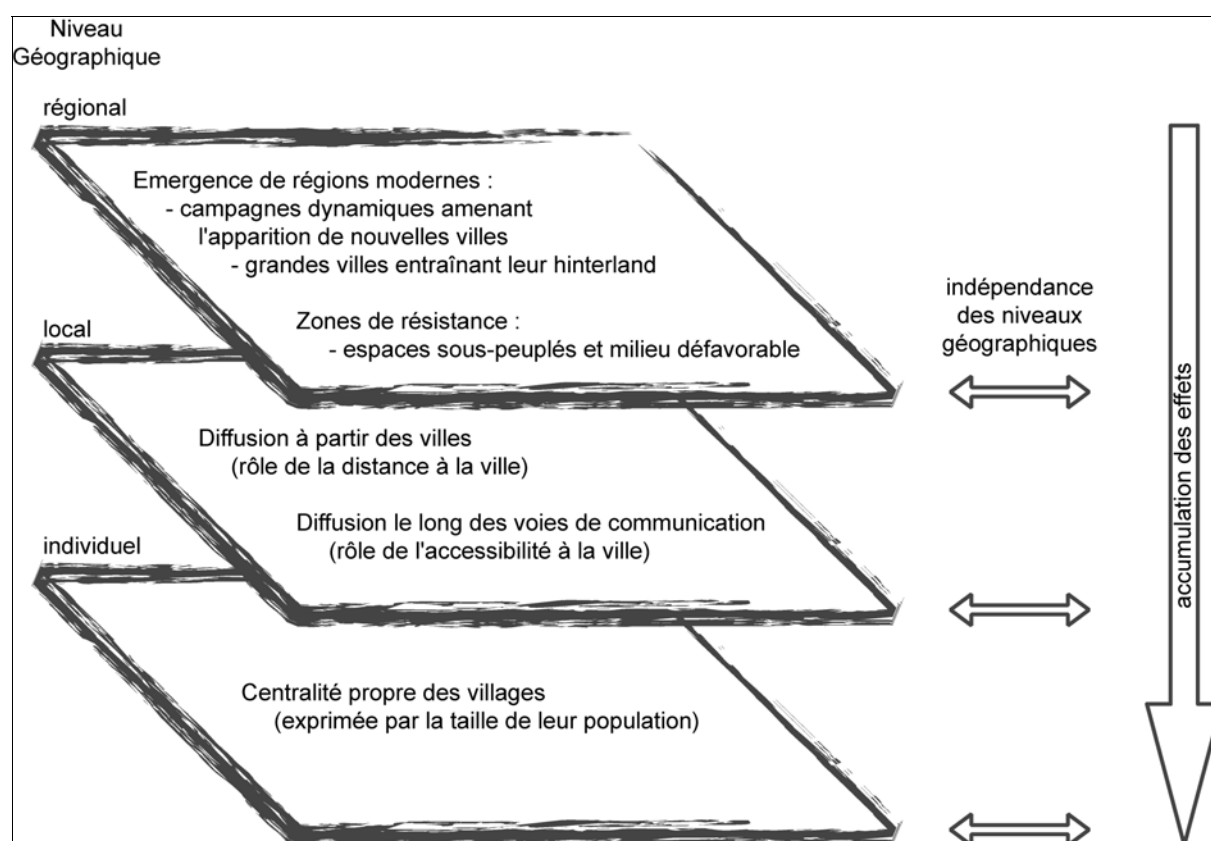 Niveau
Géographique
régional
Emergence de régions modernes :
- campagnes dynamiques amenant
l'apparition de nouvelles villes
- grandes villes entraînant leur hinterland
Zones de résistance :
- espaces sous-peuplés et milieu défavorable
local
Diffusion à partir des villes
(rôle de la distance à la ville)
Diffusion le long des voies de communication
(rôle de l'accessibilité à la ville)
individuel
Centralité propre des villages
(exprimée par la taille de leur population)
indépendance
des niveaux
géographiques
accumulation des effets